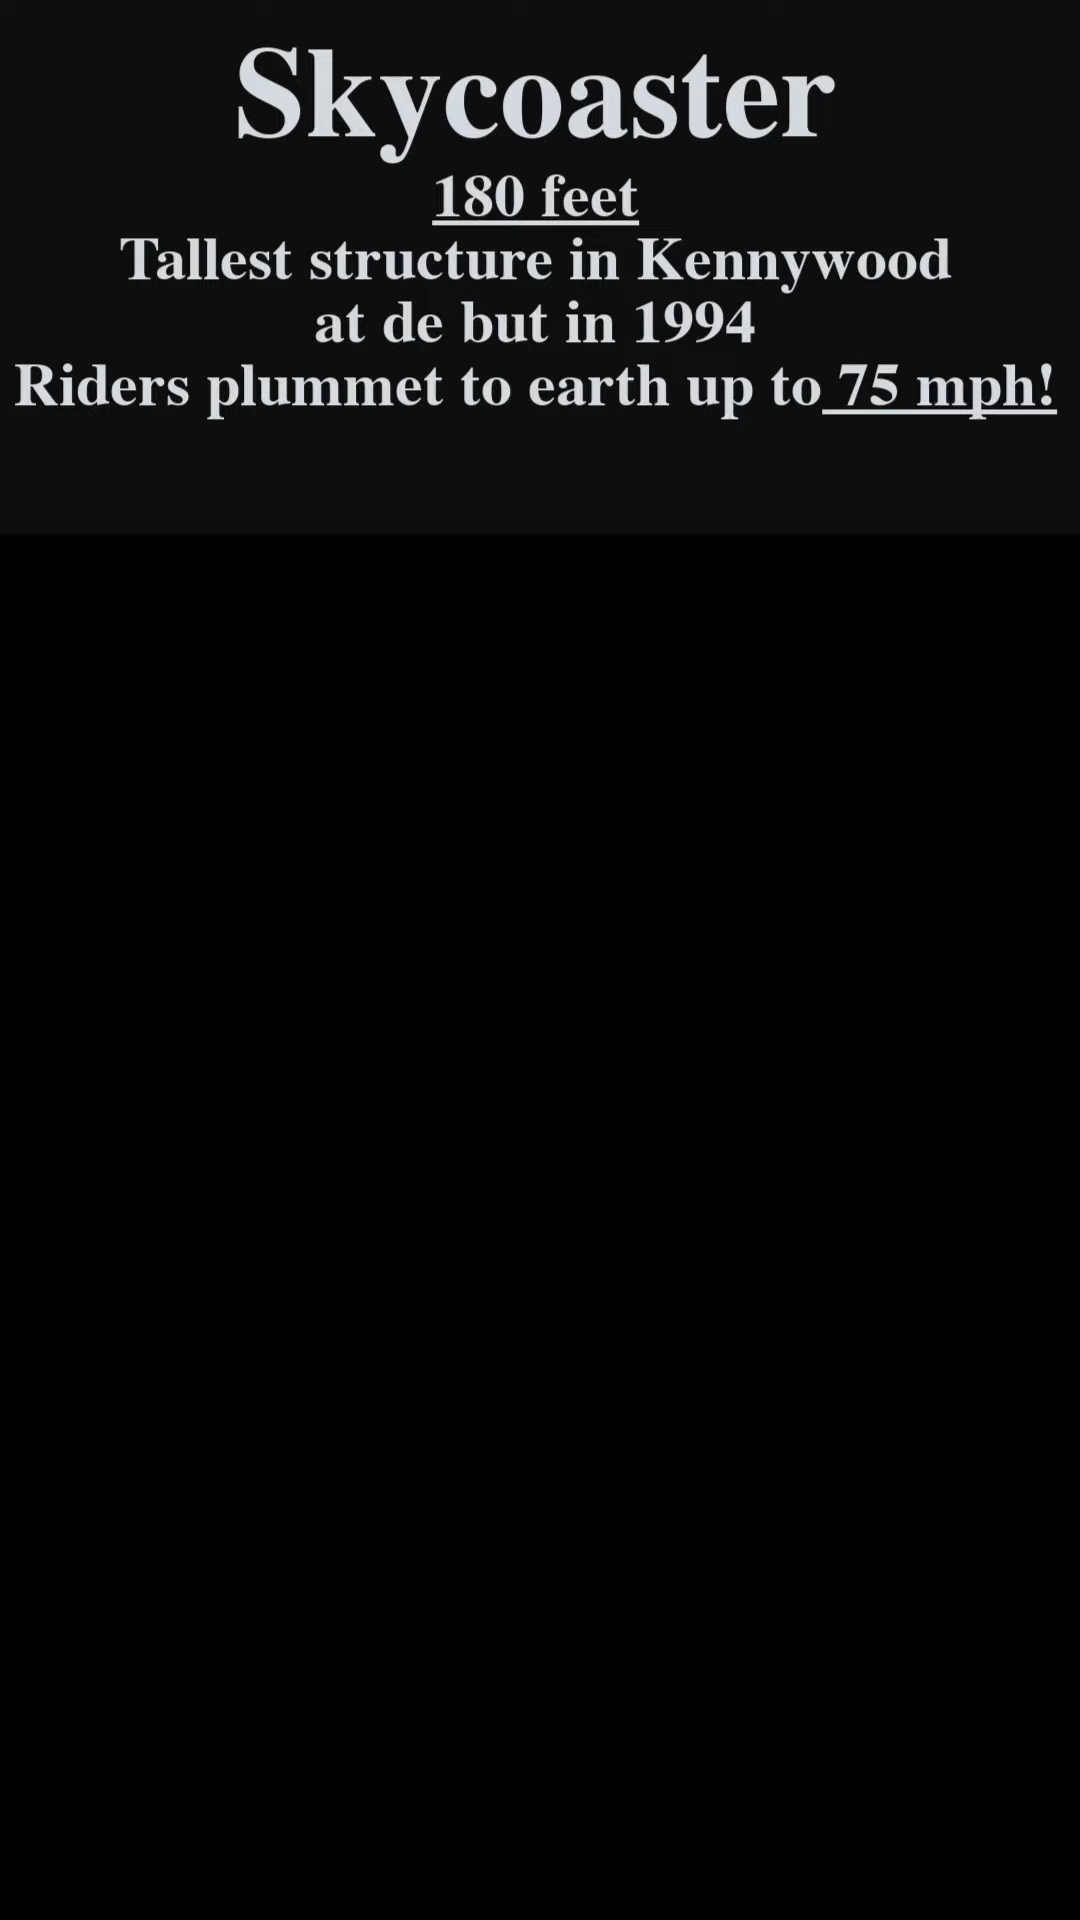 Skycoaster
180 feet
Tallest structure in Kennywood
at de but in 1994
Riders plummet to earth up to 75 mph!